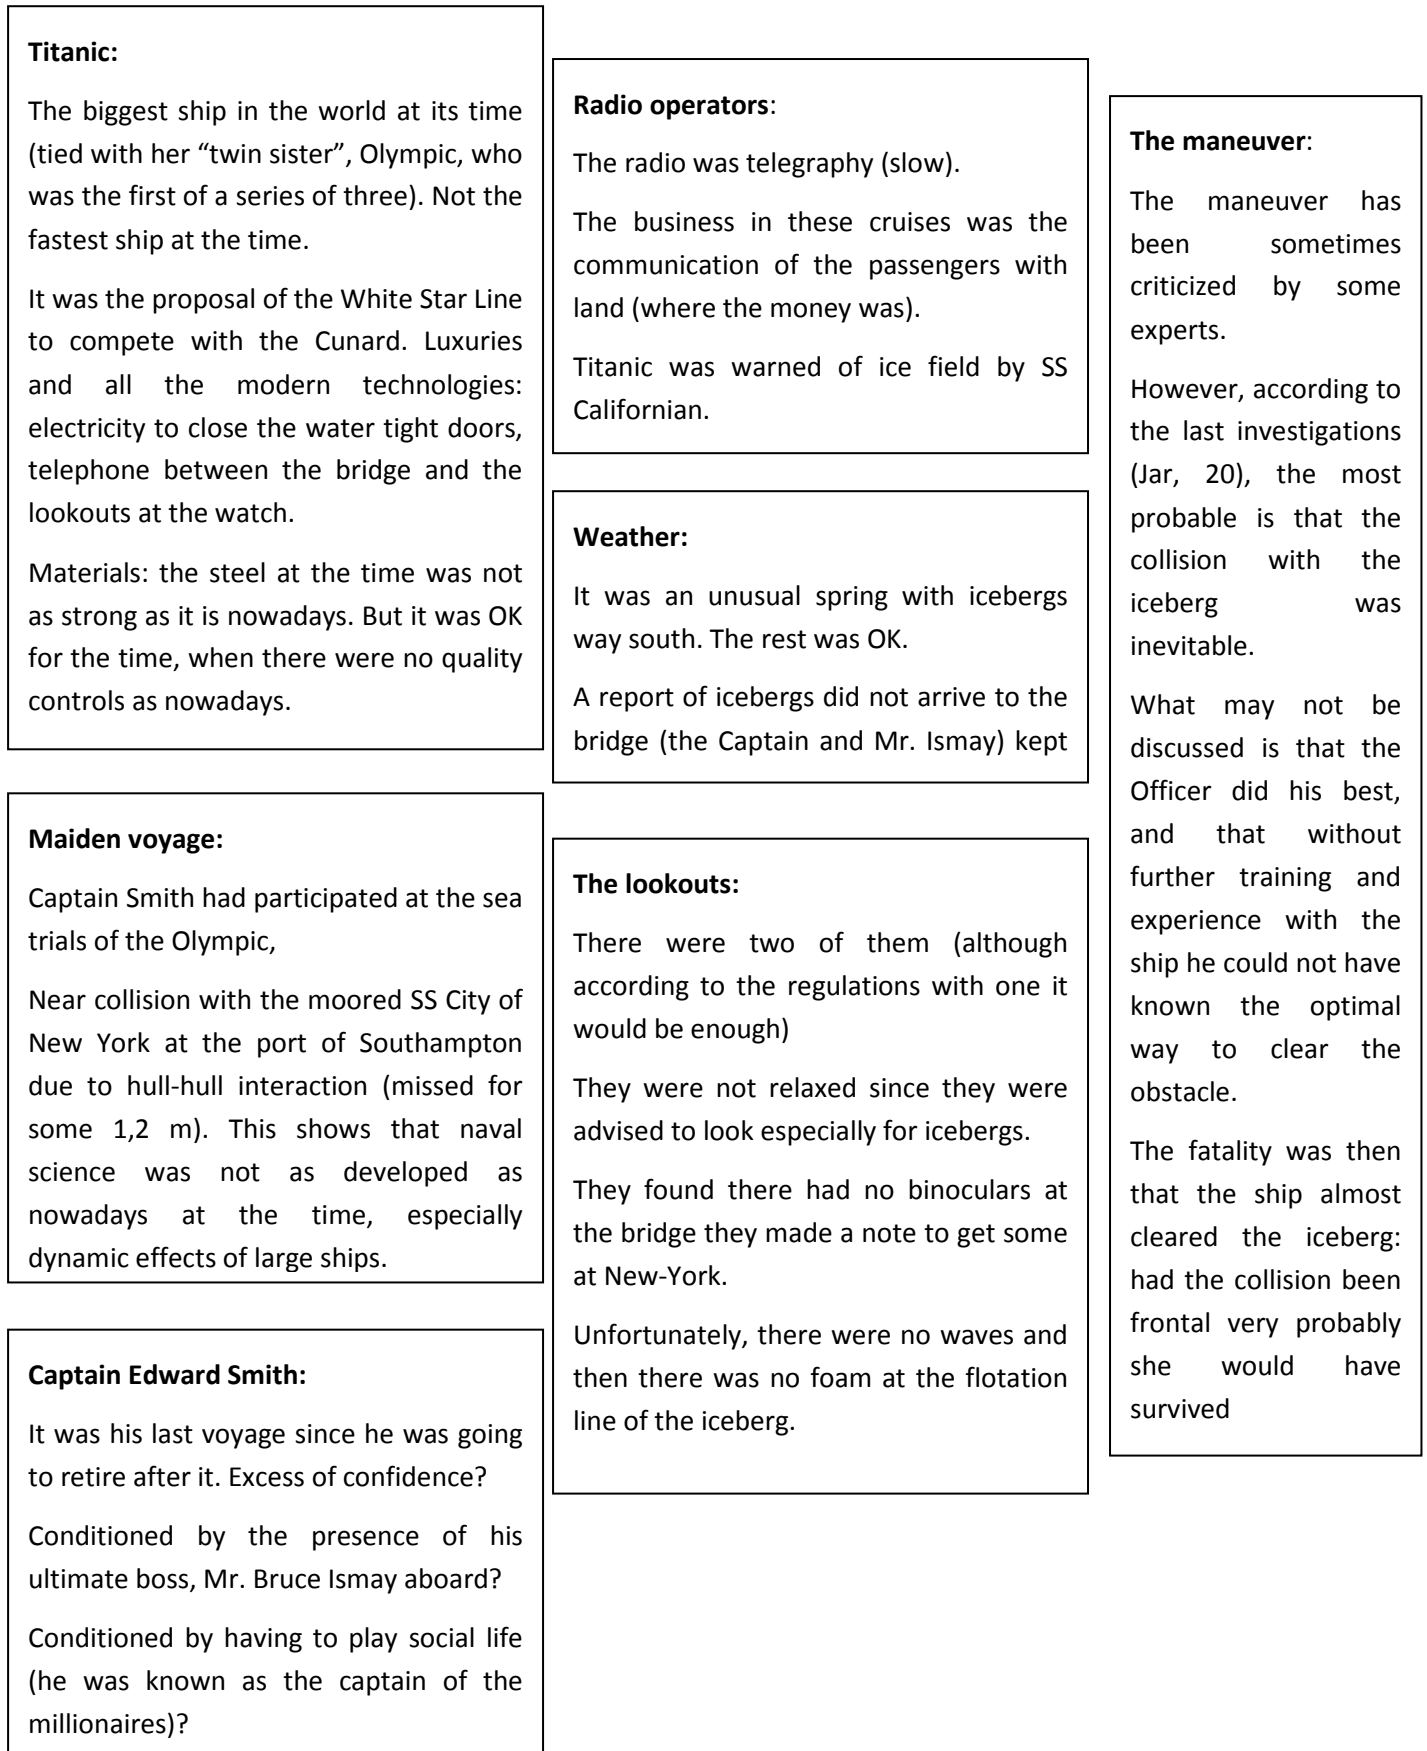 Titanic:
The biggest ship in the world at its time
(tied with her “twin sister”, Olympic, who
was the first of a series of three). Not the
fastest ship at the time.
It was the proposal of the White Star Line
to compete with the Cunard. Luxuries
and all the modern technologies:
electricity to close the water tight doors,
telephone between the bridge and the
lookouts at the watch.
Materials: the steel at the time was not
as strong as it is nowadays. But it was OK
for the time, when there were no quality
controls as nowadays.
Maiden voyage:
Captain Smith had participated at the sea
trials of the Olympic,
Near collision with the moored SS City of
New York at the port of Southampton
due to hull-hull interaction (missed for
some 1,2 m). This shows that naval
science was not as developed as
nowadays at the time, especially
dynamic effects of large ships.
Captain Edward Smith:
It was his last voyage since he was going
to retire after it. Excess of confidence?
Conditioned by the presence of his
ultimate boss, Mr. Bruce Ismay aboard?
Conditioned by having to play social life
(he was known as the captain of the
millionaires)?
Radio operators:
The radio was telegraphy (slow).
The business in these cruises was the
communication of the passengers with
land (where the money was).
Titanic was warned of ice field by SS
Californian.
Weather:
It was an unusual spring with icebergs
way south. The rest was OK.
A report of icebergs did not arrive to the
bridge (the Captain and Mr. Ismay) kept
The lookouts:
There were two of them (although
according to the regulations with one it
would be enough)
They were not relaxed since they were
advised to look especially for icebergs.
They found there had no binoculars at
the bridge they made a note to get some
at New-York.
Unfortunately, there were no waves and
then there was no foam at the flotation
line of the iceberg.
The maneuver:
The maneuver has
been sometimes
criticized by some
experts.
However, according to
the last investigations
(Jar, 20), the most
probable is that the
collision with the
iceberg was
inevitable.
What may not be
discussed is that the
Officer did his best,
and that without
further training and
experience with the
ship he could not have
known the optimal
way to clear the
obstacle.
The fatality was then
that the ship almost
cleared the iceberg:
had the collision been
frontal very probably
she would have
survived